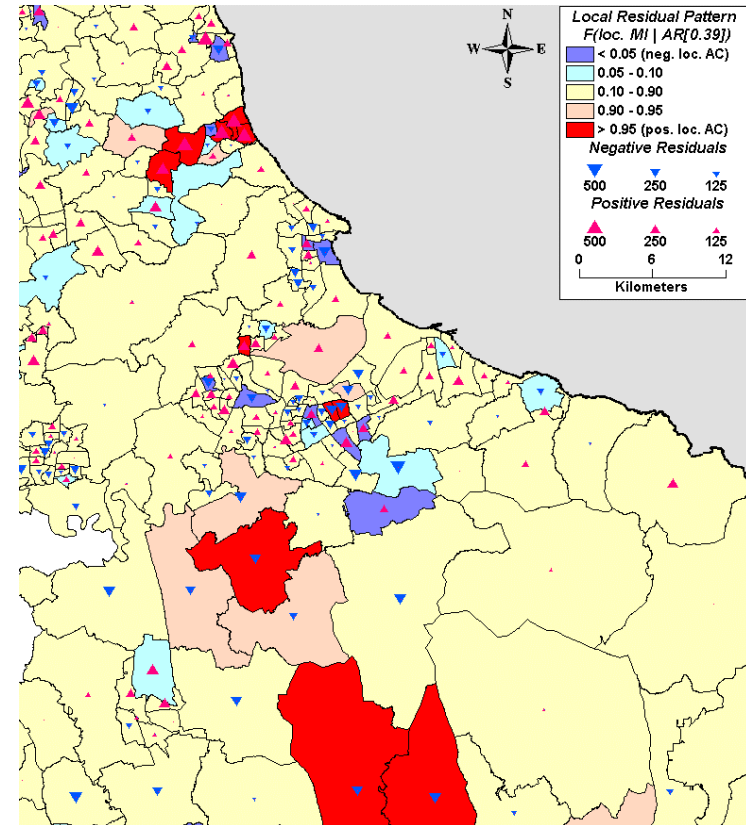 N
W E
S
Local Residual Pattern
F(loc. MI | AR[0.39])
< 0.05 (neg. loc. AC)
0.05 - 0.10
0.10 - 0.90
0.90 - 0.95
> 0.95 (pos. loc. AC)
Negative Residuals
500 250 125
Positive Residuals
500 250 125
0 6 12
Kilometers